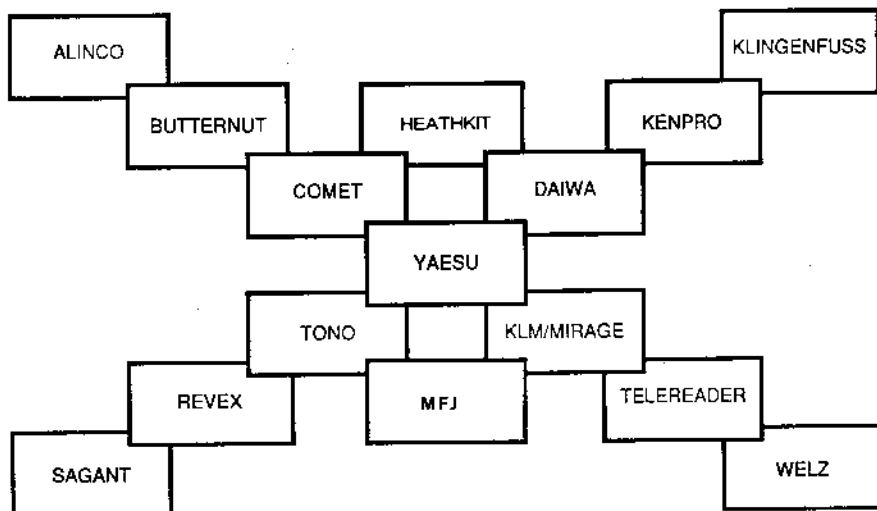 ALINCO
KLINGENFUSS
BUTTERNUT
HEATHKIT
KENPRO
COMET
DAIWA
YAESU
TONO
KLM/MIRAGE
REVEX
MFJ
TELEREADER
SAGANT
WELZ